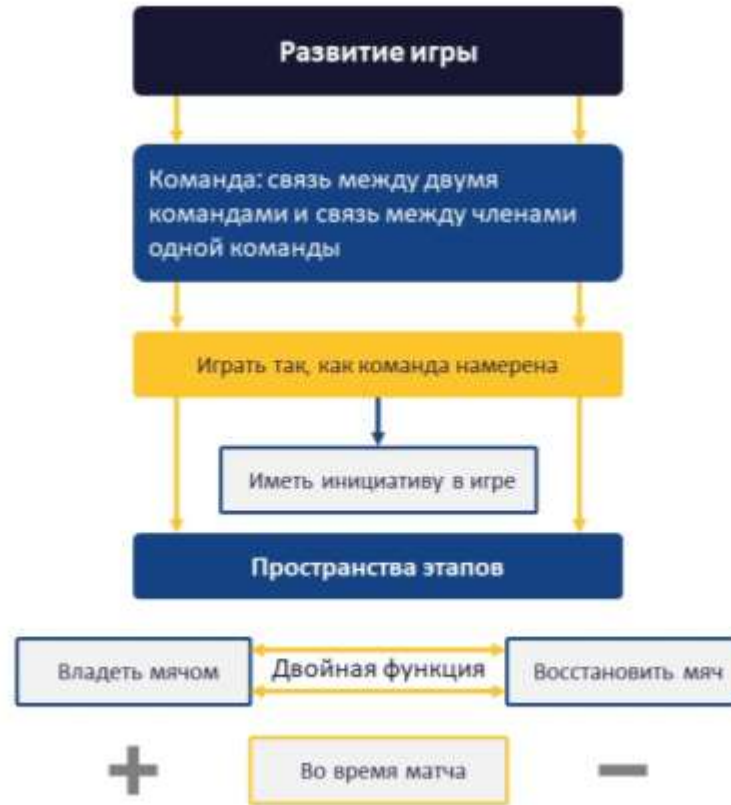 Развитие игры
Команда: связь между двумя
командами и связь между членами
одной команды
Играть так, как команда намерена
Иметь инициативу в игре
Пространства этапов
Владеть мячом
Двойная функция
Восстановить мяч
+
Во время матча
−